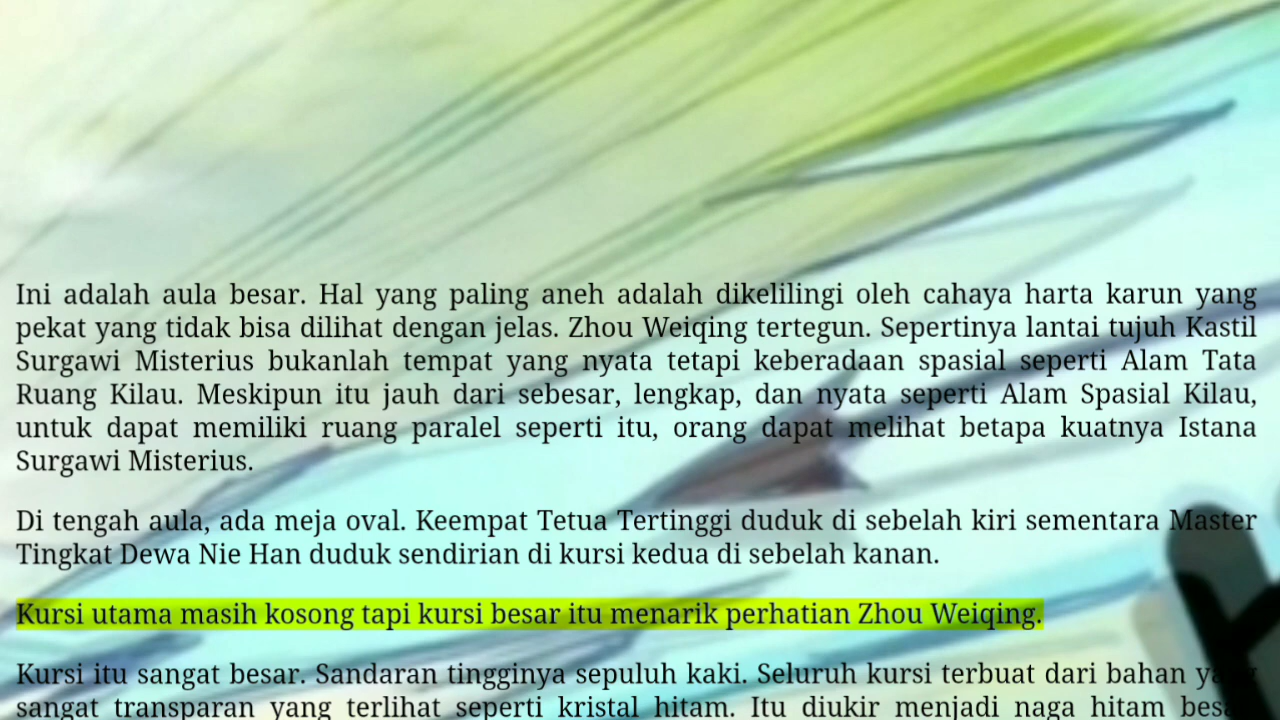 Ini adalah aula besar. Hal yang paling aneh adalah dikelilingi oleh cahaya harta karun yang
pekat yang tidak bisa dilihat dengan jelas. Zhou Weiqing tertegun. Sepertinya lantai tujuh Kastil
Surgawi Misterius bukanlah tempat yang nyata tetapi keberadaan spasial seperti Alam Tata
Ruang Kilau. Meskipun itu jauh dari sebesar, lengkap, dan nyata seperti Alam Spasial Kilau,
untuk dapat memiliki ruang paralel seperti itu, orang dapat melihat betapa kuatnya Istana
Surgawi Misterius.
Di tengah aula, ada meja oval. Keempat Tetua Tertinggi duduk di sebelah kiri sementara Master
Tingkat Dewa Nie Han duduk sendirian di kursi kedua di sebelah kanan.
Kursi utama masih kosong tapi kursi besar itu menarik perhatian Zhou Weiqing.
Kursi itu sangat besar. Sandaran tingginya sepuluh kaki. Seluruh kursi terbuat dari bahan yang
sangat transparan yang terlihat seperti kristal hitam. Itu diukir menjadi naga hitam besar